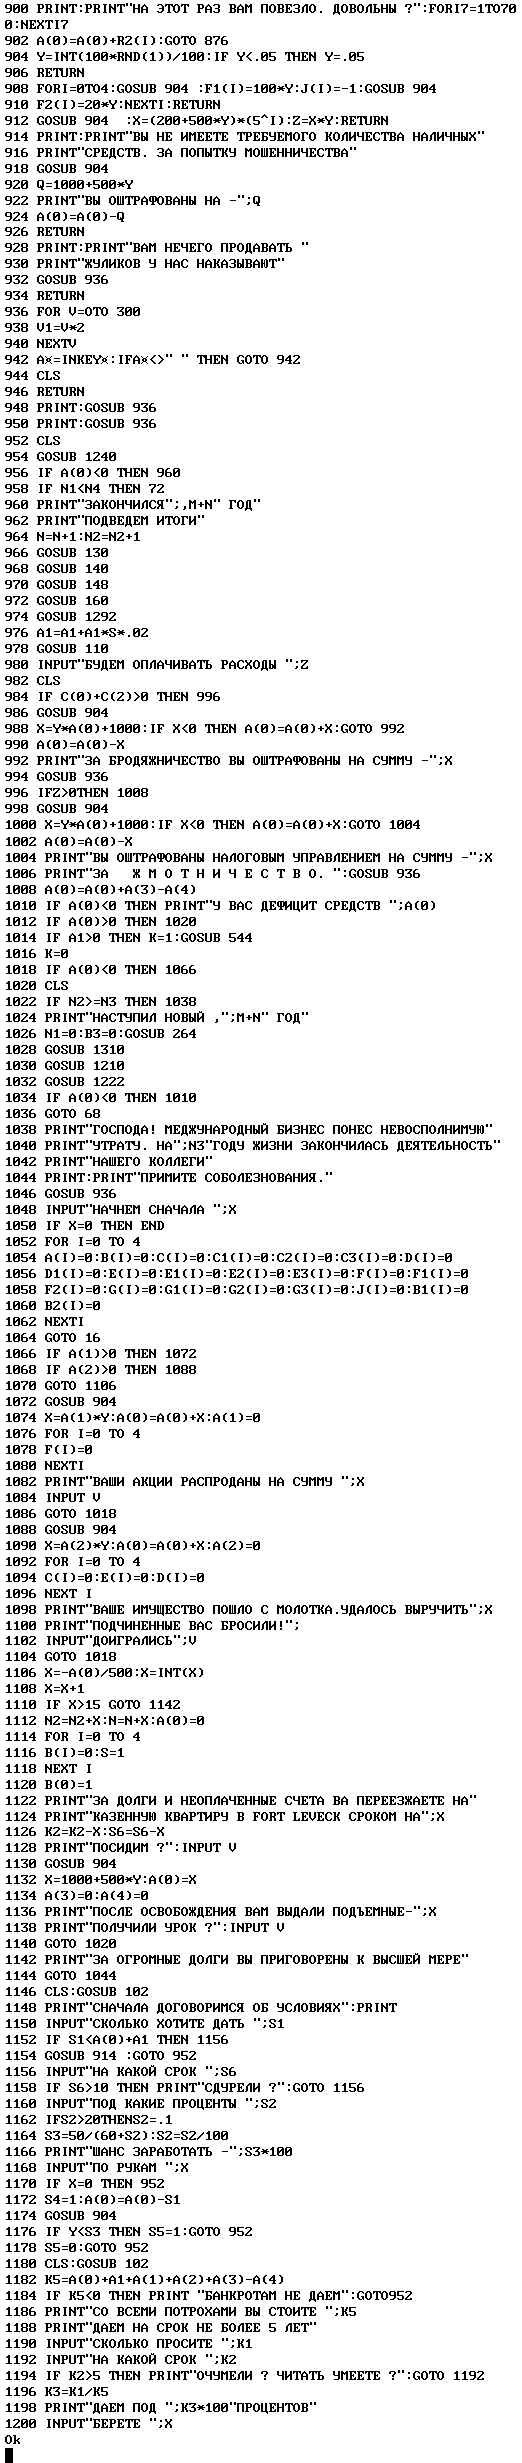 900 PRINT:PRINT"НА ЭТОТ РАЗ ВАМ ПОВЕЗЛО. ДОВОЛЬНЫ ?":FORI7=1TO70
0:NEXTI7
902 A(0)=A(0)+R2(I):GOTO 876
904 Y=INT(100*RND(1))/100:IF Y<.05 THEN Y=.05
906 RETURN
908 FORI=0TO4:GOSUB 904 :F1(I)=100*Y:J(I)=-1:GOSUB 904
910 F2(I)=20*Y:NEXTI:RETURN
912 GOSUB 904  :X=(200+500*Y)*(5^I):Z=X*Y:RETURN
914 PRINT:PRINT"ВЫ НЕ ИМЕЕТЕ ТРЕБУЕМОГО КОЛИЧЕСТВА НАЛИЧНЫХ"
916 PRINT"СРЕДСТВ. ЗА ПОПЫТКУ МОШЕННИЧЕСТВА"
918 GOSUB 904
920 Q=1000+500*Y
922 PRINT"ВЫ ОШТРАФОВАНЫ НА -";Q
924 A(0)=A(0)-Q
926 RETURN
928 PRINT:PRINT"ВАМ НЕЧЕГО ПРОДАВАТЬ "
930 PRINT"ЖУЛИКОВ У НАС НАКАЗЫВАЮТ"
932 GOSUB 936
934 RETURN
936 FOR V=OTO 300
938 V1=V*2
940 NEXTV
942 A¤=INKEY¤:IFA¤<>" " THEN GOTO 942
944 CLS
946 RETURN
948 PRINT:GOSUB 936
950 PRINT:GOSUB 936
952 CLS
954 GOSUB 1240
956 IF A(0)<0 THEN 960
958 IF N1<N4 THEN 72
960 PRINT"ЗАКОНЧИЛСЯ";,M+N" ГОД"
962 PRINT"ПОДВЕДЕМ ИТОГИ"
964 N=N+1:N2=N2+1
966 GOSUB 130
968 GOSUB 140
970 GOSUB 148
972 GOSUB 160
974 GOSUB 1292
976 A1=A1+A1*S*.02
978 GOSUB 110
980 INPUT"БУДЕМ ОПЛАЧИВАТЬ РАСХОДЫ ";Z
982 CLS
984 IF C(0)+C(2)>0 THEN 996
986 GOSUB 904
988 X=Y*A(0)+1000:IF X<0 THEN A(0)=A(0)+X:GOTO 992
990 A(0)=A(0)-X
992 PRINT"ЗА БРОДЯЖНИЧЕСТВО ВЫ ОШТРАФОВАНЫ НА СУММУ -";X
994 GOSUB 936
996 IFZ>0THEN 1008
998 GOSUB 904
1000 X=Y*A(0)+1000:IF X<0 THEN A(0)=A(0)+X:GOTO 1004
1002 A(0)=A(0)-X
1004 PRINT"ВЫ ОШТРАФОВАНЫ НАЛОГОВЫМ УПРАВЛЕНИЕМ НА СУММУ -";X
1006 PRINT"ЗА   Ж М О Т Н И Ч Е С Т В О. ":GOSUB 936
1008 A(0)=A(0)+A(3)-A(4)
1010 IF A(0)<0 THEN PRINT"У ВАС ДЕФИЦИТ СРЕДСТВ ";A(0)
1012 IF A(0)>0 THEN 1020
1014 IF A1>0 THEN K=1:GOSUB 544
1016 K=0
1018 IF A(0)<0 THEN 1066
1020 CLS
1022 IF N2>=N3 THEN 1038
1024 PRINT"НАСТУПИЛ НОВЫЙ ,";M+N" ГОД"
1026 N1=0:B3=0:GOSUB 264
1028 GOSUB 1310
1030 GOSUB 1210
1032 GOSUB 1222
1034 IF A(0)<0 THEN 1010
1036 GOTO 68
1038 PRINT"ГОСПОДА! МЕДЖУНАРОДНЫЙ БИЗНЕС ПОНЕС НЕВОСПОЛНИМУЮ"
1040 PRINT"УТРАТУ. НА";N3"ГОДУ ЖИЗНИ ЗАКОНЧИЛАСЬ ДЕЯТЕЛЬНОСТЬ"
1042 PRINT"НАШЕГО КОЛЛЕГИ"
1044 PRINT:PRINT"ПРИМИТЕ СОБОЛЕЗНОВАНИЯ."
1046 GOSUB 936
1048 INPUT"НАЧНЕМ СНАЧАЛА ";X
1050 IF X=0 THEN END
1052 FOR I=0 TO 4
1054 A(I)=0:B(I)=0:C(I)=0:C1(I)=0:C2(I)=0:C3(I)=0:D(I)=0
1056 D1(I)=0:E(I)=0:E1(I)=0:E2(I)=0:E3(I)=0:F(I)=0:F1(I)=0
1058 F2(I)=0:G(I)=0:G1(I)=0:G2(I)=0:G3(I)=0:J(I)=0:B1(I)=0
1060 B2(I)=0
1062 NEXTI
1064 GOTO 16
1066 IF A(1)>0 THEN 1072
1068 IF A(2)>0 THEN 1088
1070 GOTO 1106
1072 GOSUB 904
1074 X=A(1)*Y:A(0)=A(0)+X:A(1)=0
1076 FOR I=0 TO 4
1078 F(I)=0
1080 NEXTI
1082 PRINT"ВАШИ АКЦИИ РАСПРОДАНЫ НА СУММУ ";X
1084 INPUT V
1086 GOTO 1018
1088 GOSUB 904
1090 X=A(2)*Y:A(0)=A(0)+X:A(2)=0
1092 FOR I=0 TO 4
1094 C(I)=0:E(I)=0:D(I)=0
1096 NEXT I
1098 PRINT"ВАШЕ ИМУЩЕСТВО ПОШЛО С МОЛОТКА.УДАЛОСЬ ВЫРУЧИТЬ";X
1100 PRINT"ПОДЧИНЕННЫЕ ВАС БРОСИЛИ!";
1102 INPUT"ДОИГРАЛИСЬ";V
1104 GOTO 1018
1106 X=-A(0)/500:X=INT(X)
1108 X=X+1
1110 IF X>15 GOTO 1142
1112 N2=N2+X:N=N+X:A(0)=0
1114 FOR I=0 TO 4
1116 B(I)=0:S=1
1118 NEXT I
1120 B(0)=1
1122 PRINT"ЗА ДОЛГИ И НЕОПЛАЧЕННЫЕ СЧЕТА ВА ПЕРЕЕЗЖАЕТЕ НА"
1124 PRINT"КАЗЕННУЮ КВАРТИРУ В FORT LEVECK СРОКОМ НА";X
1126 K2=K2-X:S6=S6-X
1128 PRINT"ПОСИДИМ ?":INPUT V
1130 GOSUB 904
1132 X=1000+500*Y:A(0)=X
1134 A(3)=0:A(4)=0
1136 PRINT"ПОСЛЕ ОСВОБОЖДЕНИЯ ВАМ ВЫДАЛИ ПОДЪЕМНЫЕ-";X
1138 PRINT"ПОЛУЧИЛИ УРОК ?":INPUT V
1140 GOTO 1020
1142 PRINT"ЗА ОГРОМНЫЕ ДОЛГИ ВЫ ПРИГОВОРЕНЫ К ВЫСШЕЙ МЕРЕ"
1144 GOTO 1044
1146 CLS:GOSUB 102
1148 PRINT"СНАЧАЛА ДОГОВОРИМСЯ ОБ УСЛОВИЯХ":PRINT
1150 INPUT"СКОЛЬКО ХОТИТЕ ДАТЬ ";S1
1152 IF S1<A(0)+A1 THEN 1156
1154 GOSUB 914 :GOTO 952
1156 INPUT"НА КАКОЙ СРОК ";S6
1158 IF S6>10 THEN PRINT"СДУРЕЛИ ?":GOTO 1156
1160 INPUT"ПОД КАКИЕ ПРОЦЕНТЫ ";S2
1162 IFS2>20THENS2=.1
1164 S3=50/(60+S2):S2=S2/100
1166 PRINT"ШАНС ЗАРАБОТАТЬ -";S3*100
1168 INPUT"ПО РУКАМ ";X
1170 IF X=0 THEN 952
1172 S4=1:A(0)=A(0)-S1
1174 GOSUB 904
1176 IF Y<S3 THEN S5=1:GOTO 952
1178 S5=0:GOTO 952
1180 CLS:GOSUB 102
1182 K5=A(0)+A1+A(1)+A(2)+A(3)-A(4)
1184 IF K5<0 THEN PRINT "БАНКРОТАМ НЕ ДАЕМ":GOTO952
1186 PRINT"СО ВСЕМИ ПОТРОХАМИ ВЫ СТОИТЕ ";K5
1188 PRINT"ДАЕМ НА СРОК НЕ БОЛЕЕ 5 ЛЕТ"
1190 INPUT"СКОЛЬКО ПРОСИТЕ ";K1
1192 INPUT"НА КАКОЙ СРОК ";K2
1194 IF K2>5 THEN PRINT"ОЧУМЕЛИ ? ЧИТАТЬ УМЕЕТЕ ?":GOTO 1192
1196 K3=K1/K5
1198 PRINT"ДАЕМ ПОД ";K3*100"ПРОЦЕНТОВ"
1200 INPUT"БЕРЕТЕ ";X
Ok